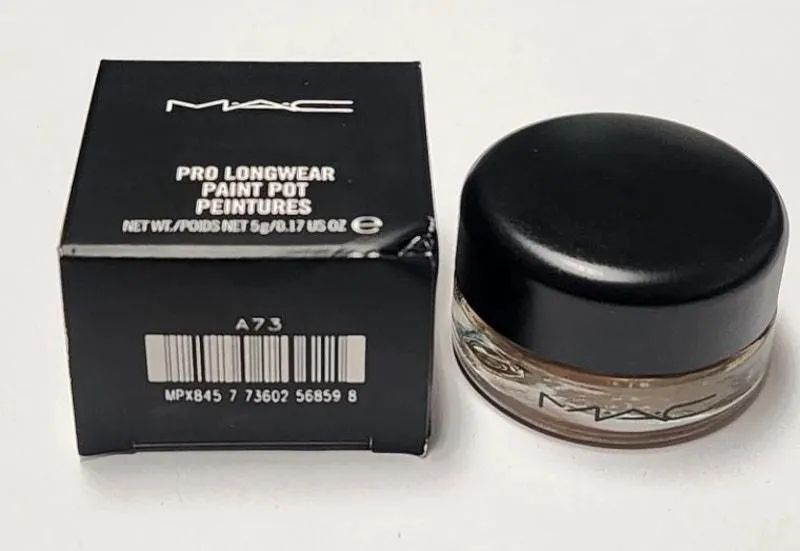 M·A·C
PRO LONGWEAR
PAINT POT
PEINTURES
NET WT./POIDS NET 5g/0.17 US OZ ℮
A73
MPX845 7 73602 56859 8
M·A·C